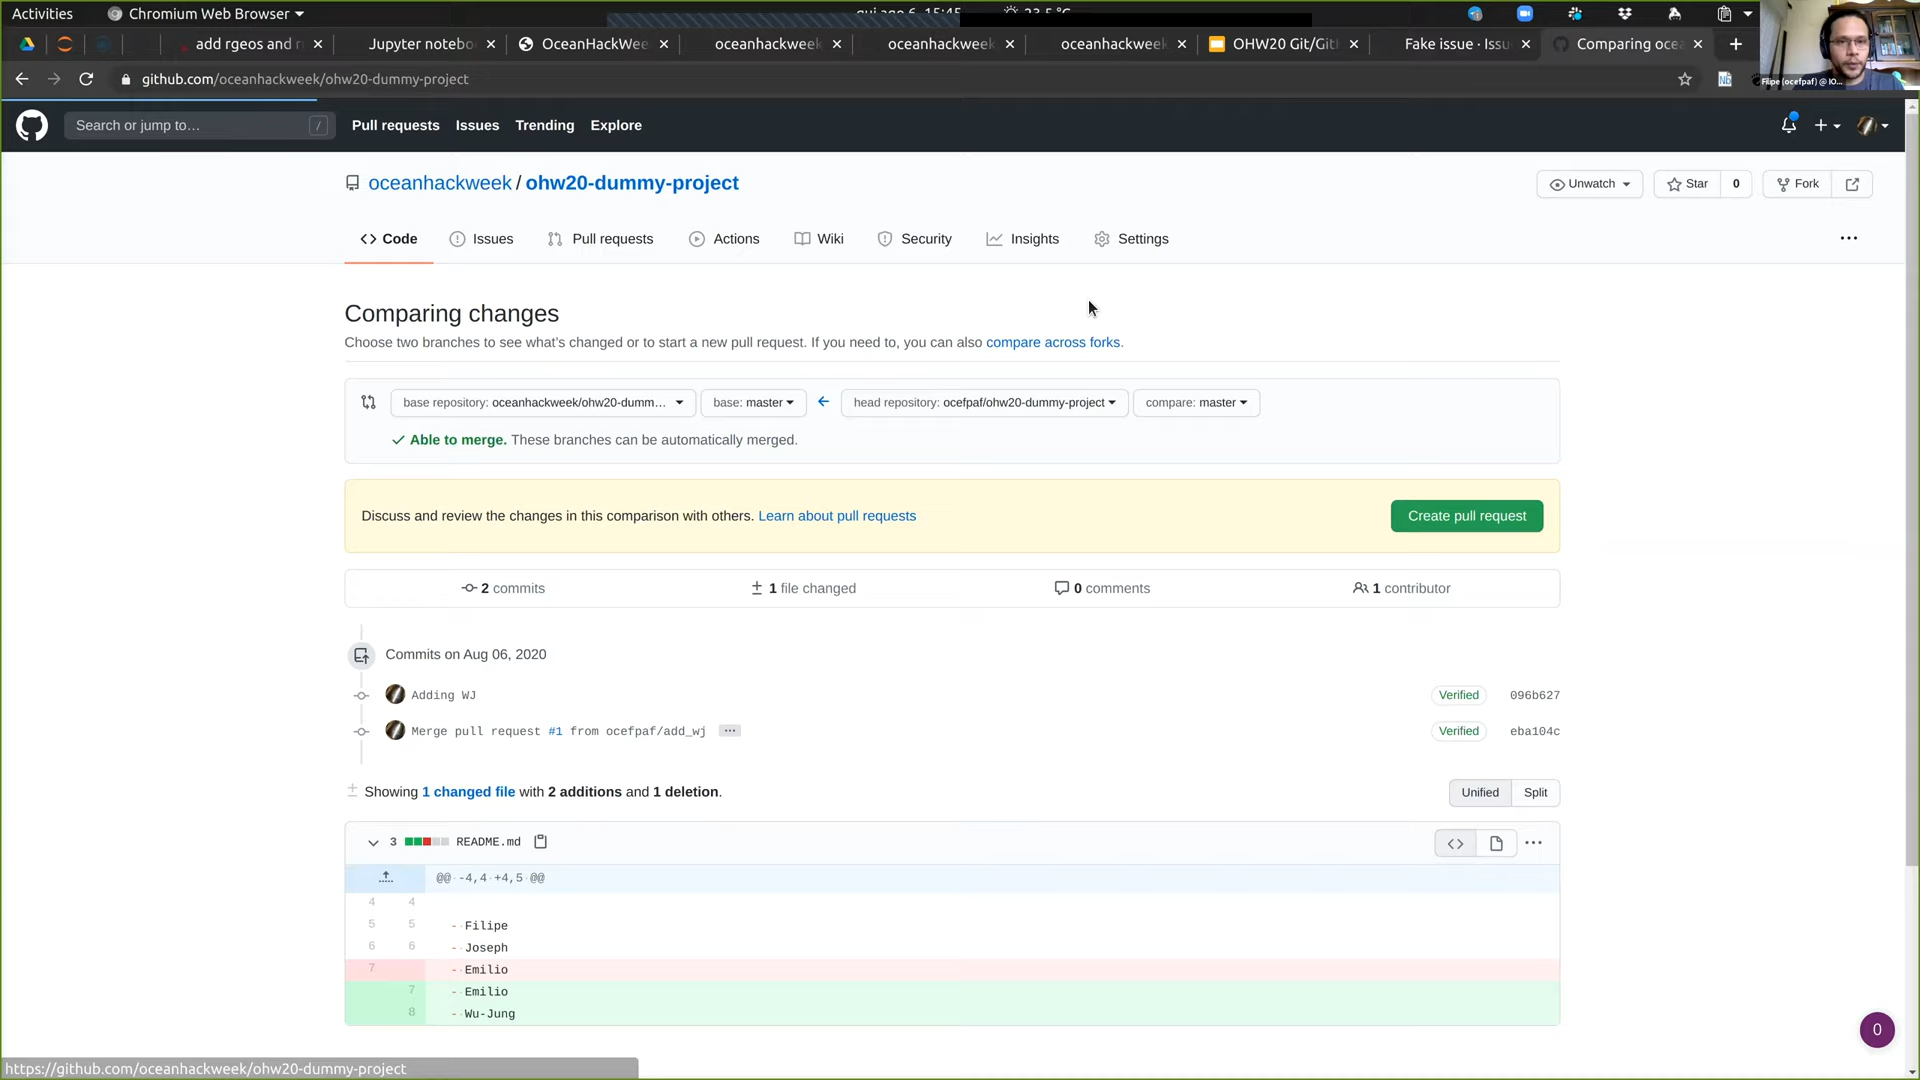 Activities
Chromium Web Browser
add rgeos and r
Jupyter notebo
OceanHackWee
oceanhackweek
oceanhackweek
oceanhackweek
OHW20 Git/Git
Fake issue · Issu
Comparing ocea
github.com/oceanhackweek/ohw20-dummy-project
Filipe (ocefpaf) @ IO...
Search or jump to…
/
Pull requests
Issues
Trending
Explore
oceanhackweek / ohw20-dummy-project
Unwatch
Star
0
Fork
Code
Issues
Pull requests
Actions
Wiki
Security
Insights
Settings
Comparing changes
Choose two branches to see what's changed or to start a new pull request. If you need to, you can also compare across forks.
base repository: oceanhackweek/ohw20-dumm…
base: master
head repository: ocefpaf/ohw20-dummy-project
compare: master
Able to merge. These branches can be automatically merged.
Discuss and review the changes in this comparison with others. Learn about pull requests
Create pull request
2 commits
1 file changed
0 comments
1 contributor
Commits on Aug 06, 2020
Adding WJ
Verified
096b627
Merge pull request #1 from ocefpaf/add_wj
…
Verified
eba104c
Showing 1 changed file with 2 additions and 1 deletion.
Unified
Split
3
README.md
@@ -4,4 +4,5 @@
4 4
5 5 - Filipe
6 6 - Joseph
7 - Emilio
7 - Emilio
8 - Wu-Jung
0
https://github.com/oceanhackweek/ohw20-dummy-project